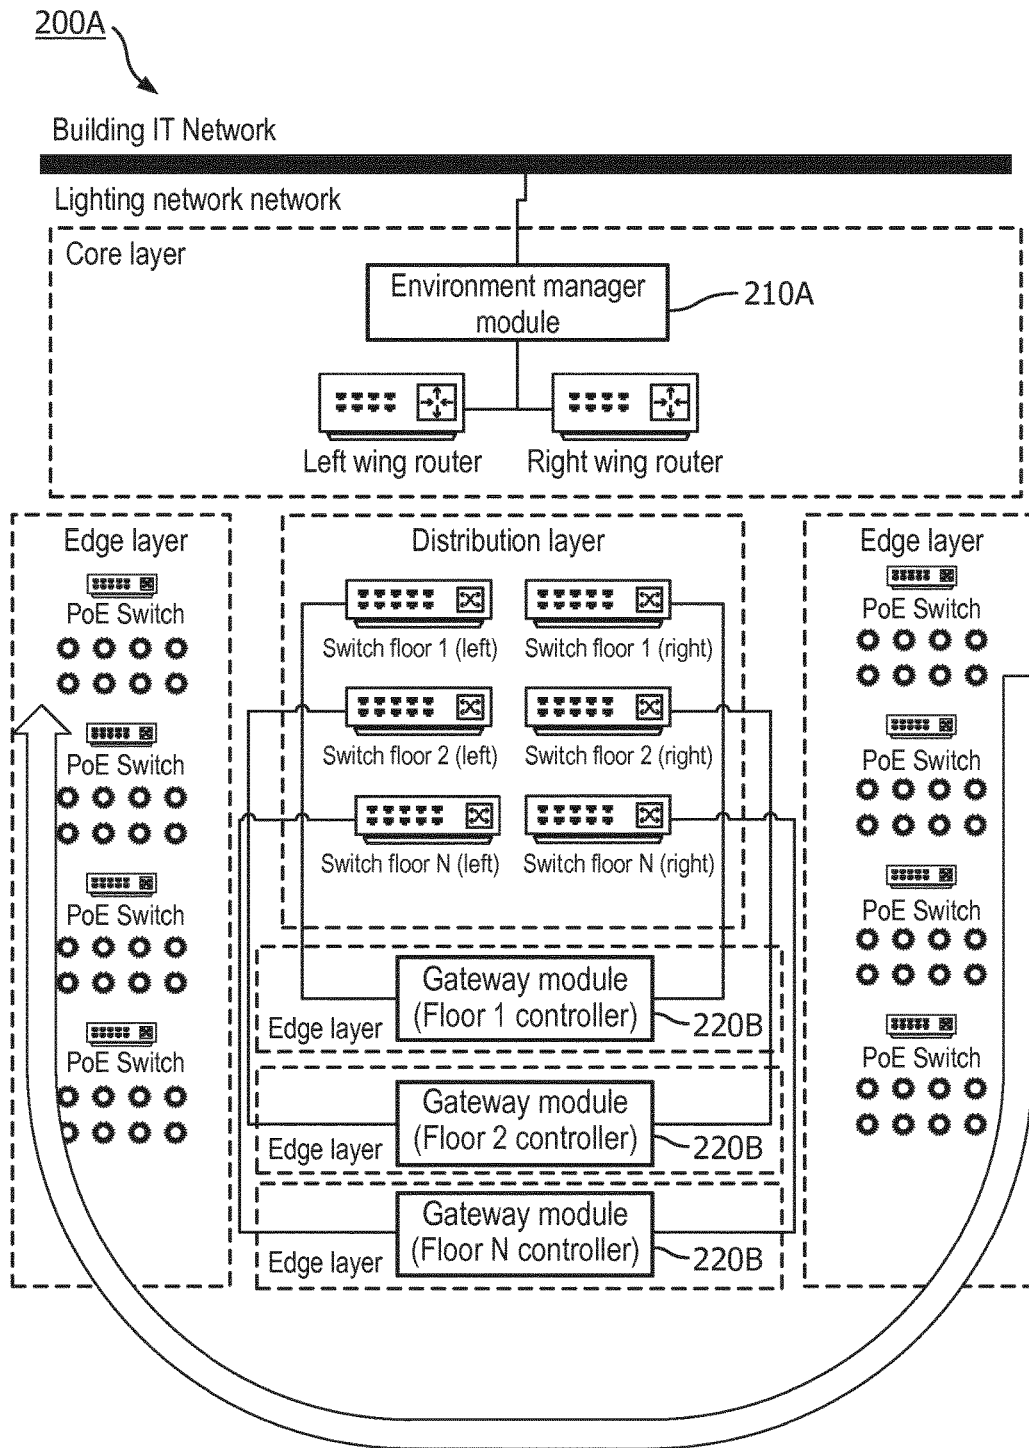 200A
Building IT Network
Lighting network network
Core layer
Environment manager
module
210A
Left wing router
Right wing router
Edge layer
PoE Switch
PoE Switch
PoE Switch
PoE Switch
Distribution layer
Switch floor 1 (left)
Switch floor 1 (right)
Switch floor 2 (left)
Switch floor 2 (right)
Switch floor N (left)
Switch floor N (right)
Edge layer
PoE Switch
PoE Switch
PoE Switch
PoE Switch
Gateway module
(Floor 1 controller)
Edge layer
220B
Gateway module
(Floor 2 controller)
Edge layer
220B
Gateway module
(Floor N controller)
Edge layer
220B